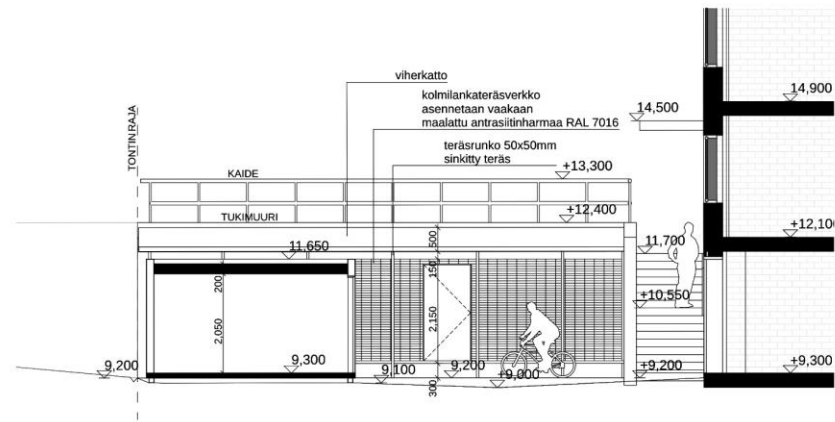 viherkatto
kolmilankateräsverkko
asennetaan vaakaan
maalattu antrasiitinharmaa RAL 7016
teräsrunko 50x50mm
sinkitty teräs
TONTIN RAJA
14,900
14,500
+13,300
KAIDE
+12,400
TUKIMUURI
+12,100
11,650
500
11,700
150
200
+10,550
2,050
2,150
9,200
9,300
9,100
9,200
+9,000
+9,200
+9,300
300